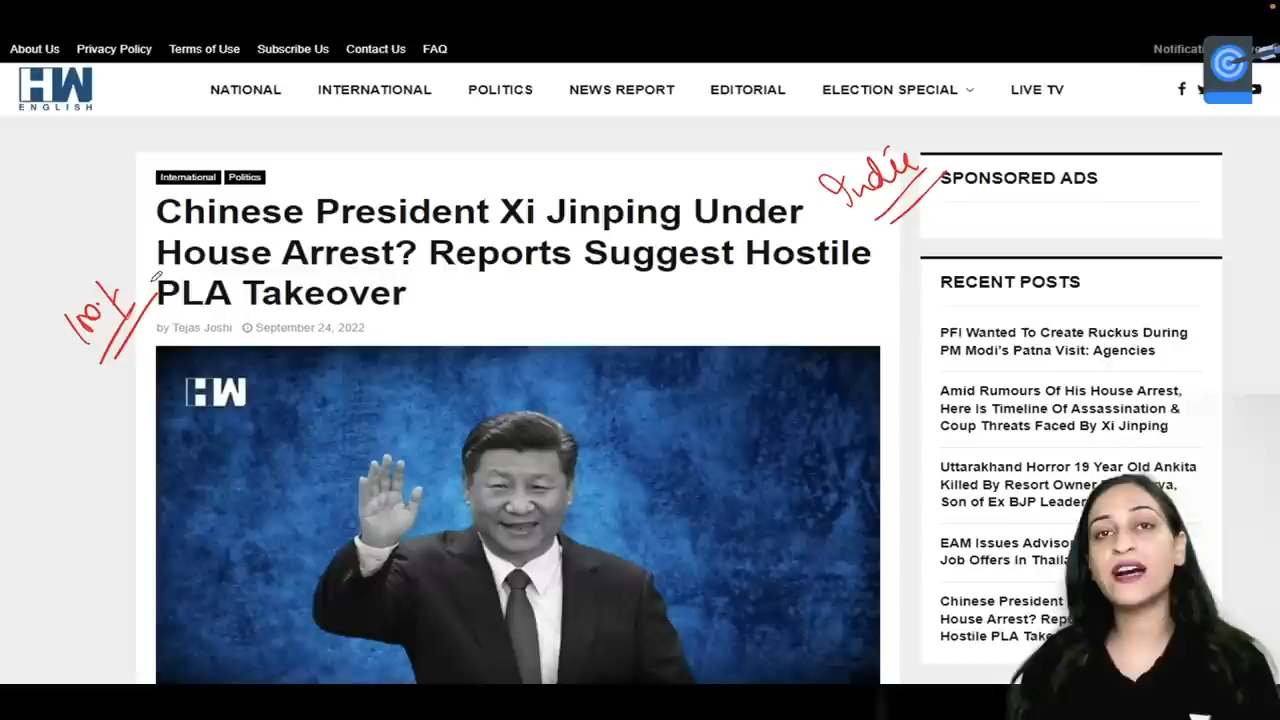 About Us Privacy Policy Terms of Use Subscribe Us Contact Us FAQ
HW
ENGLISH
NATIONAL INTERNATIONAL POLITICS NEWS REPORT EDITORIAL ELECTION SPECIAL LIVE TV
International Politics
Chinese President Xi Jinping Under
House Arrest? Reports Suggest Hostile
PLA Takeover
by Tejas Joshi September 24, 2022
India
HW
SPONSORED ADS
RECENT POSTS
PFI Wanted To Create Ruckus During
PM Modi's Patna Visit: Agencies
Amid Rumours Of His House Arrest,
Here Is Timeline Of Assassination &
Coup Threats Faced By Xi Jinping
Uttarakhand Horror 19 Year Old Ankita
Killed By Resort Owner
Son of Ex BJP Leader
EAM Issues
Job Offers In
Chinese President
House Arrest?
Hostile PLA